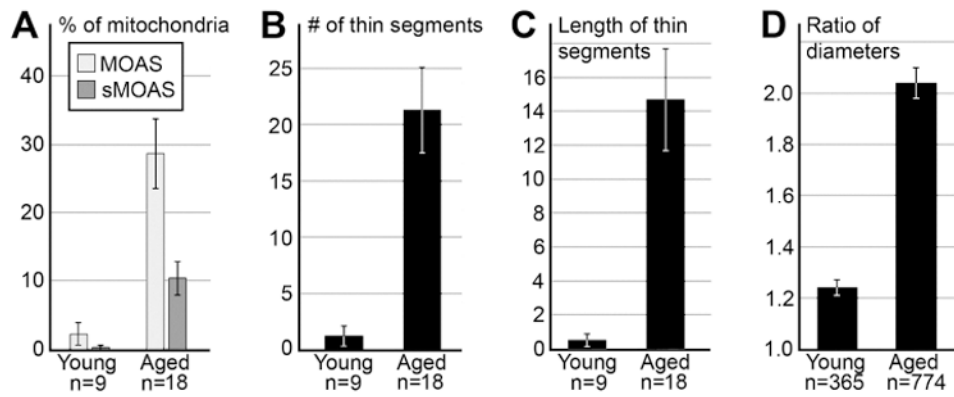 A
% of mitochondria
MOAS
sMOAS
40
30
20
10
0
Young
Aged
n=9
n=18
B
# of thin segments
25
20
15
10
5
0
Young
Aged
n=9
n=18
C
Length of thin
segments
16
14
12
10
8
6
4
2
0
Young
Aged
n=9
n=18
D
Ratio of
diameters
2.0
1.8
1.6
1.4
1.2
1.0
Young
Aged
n=365
n=774